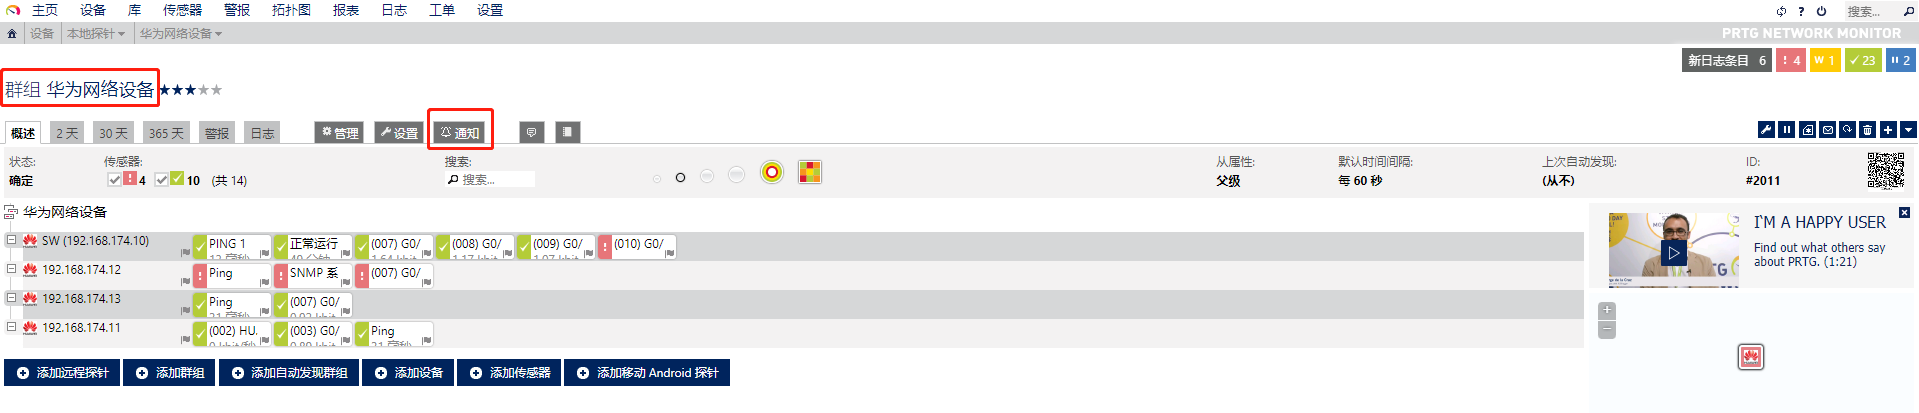 主页 设备 库 传感器 警报 拓扑图 报表 日志 工单 设置 ? 搜索...
设备 本地探针 华为网络设备 PRTG NETWORK MONITOR
新日志条目 6 ! 4 W 1 23 2
群组 华为网络设备
概述 2 天 30 天 365 天 警报 日志 管理 设置 通知
状态: 传感器: 搜索: 从属性: 默认时间间隔: 上次自动发现: ID:
确定 ! 4 10 (共 14) 搜索... 父级 每 60 秒 (从不) #2011
华为网络设备
SW (192.168.174.10) PING 1 正常运行 (007) G0/ (008) G0/ (009) G0/ ! (010) G0/
192.168.174.12 ! Ping ! SNMP 系 ! (007) G0/
192.168.174.13 Ping (007) G0/
192.168.174.11 (002) HU. (003) G0/ Ping
添加远程探针 添加群组 添加自动发现群组 添加设备 添加传感器 添加移动 Android 探针
I`M A HAPPY USER
Find out what others say
about PRTG. (1:21)